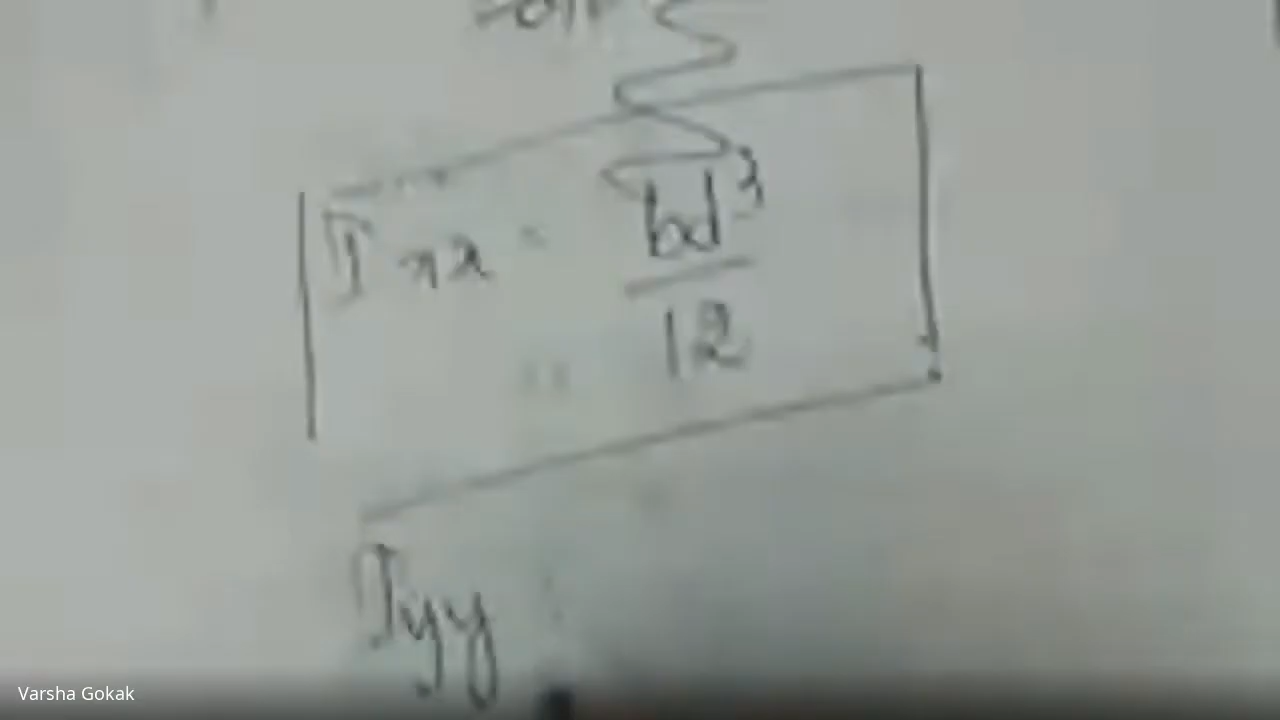 Ixx = bd³
12
=
Iyy :
Varsha Gokak